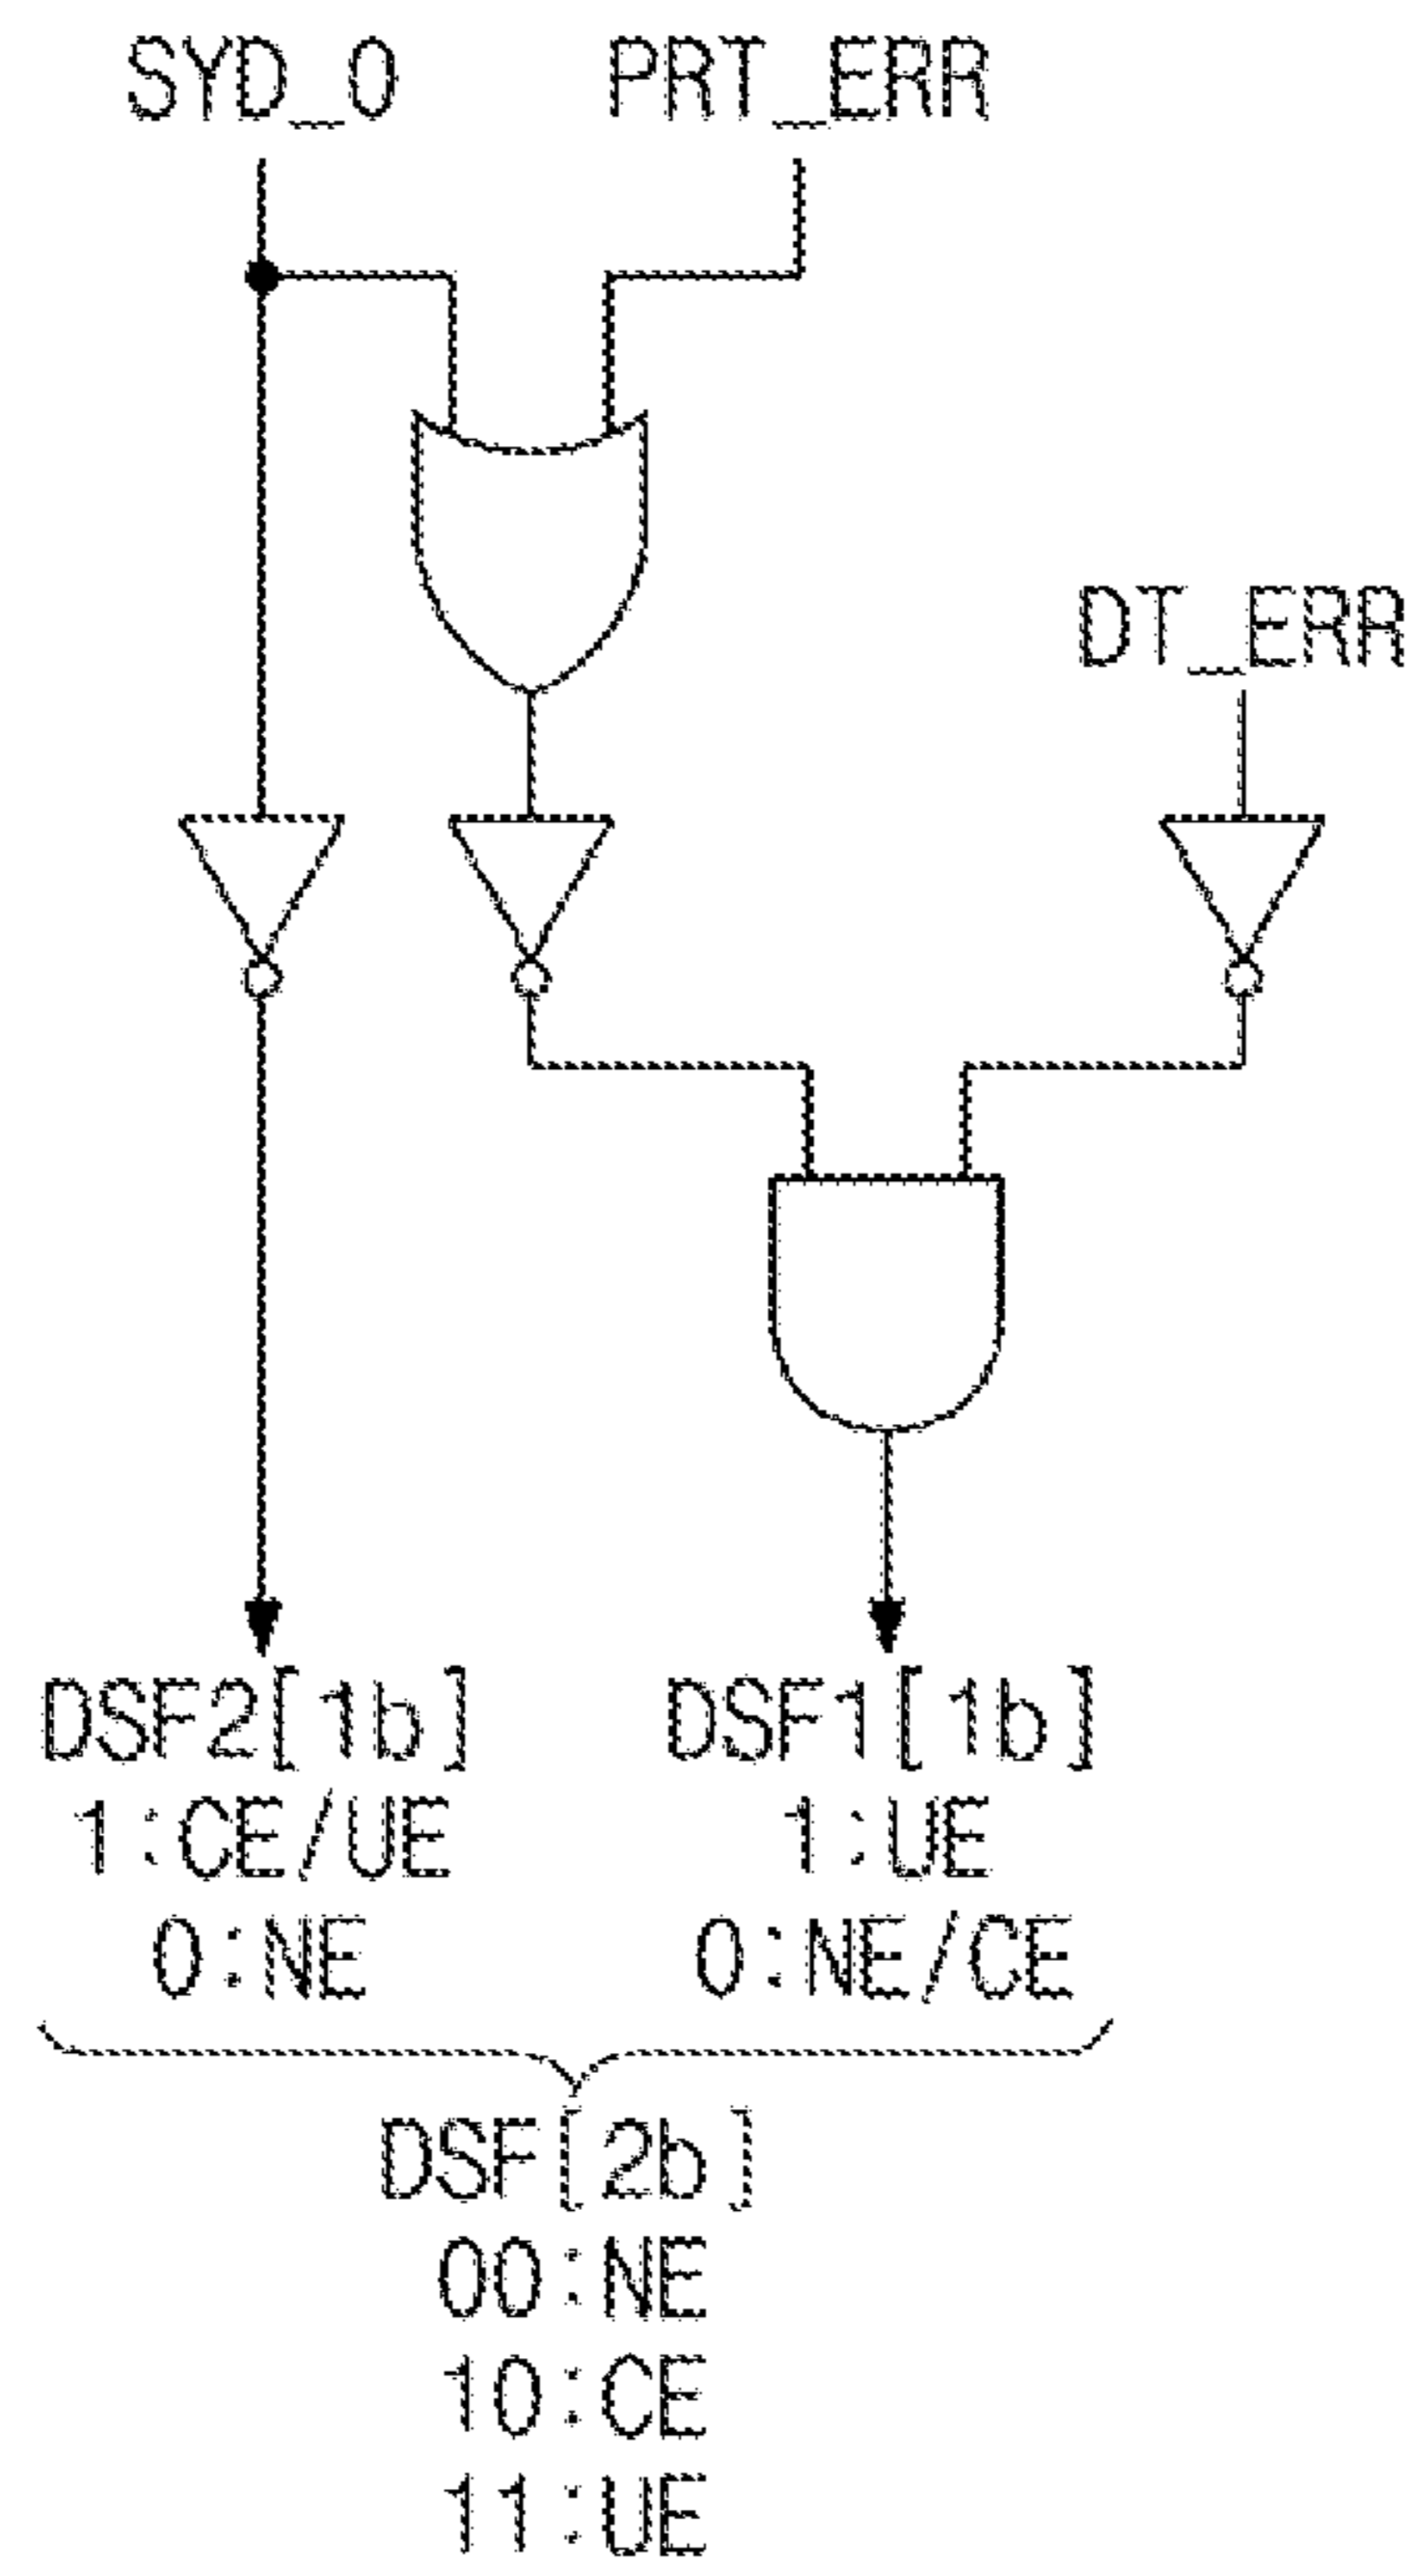 SYD_0 PRT_ERR
DT_ERR
DSF2[1b] DSF1[1b]
1:CE/UE 1:UE
0:NE 0:NE/CE
DSF[2b]
00:NE
10:CE
11:UE